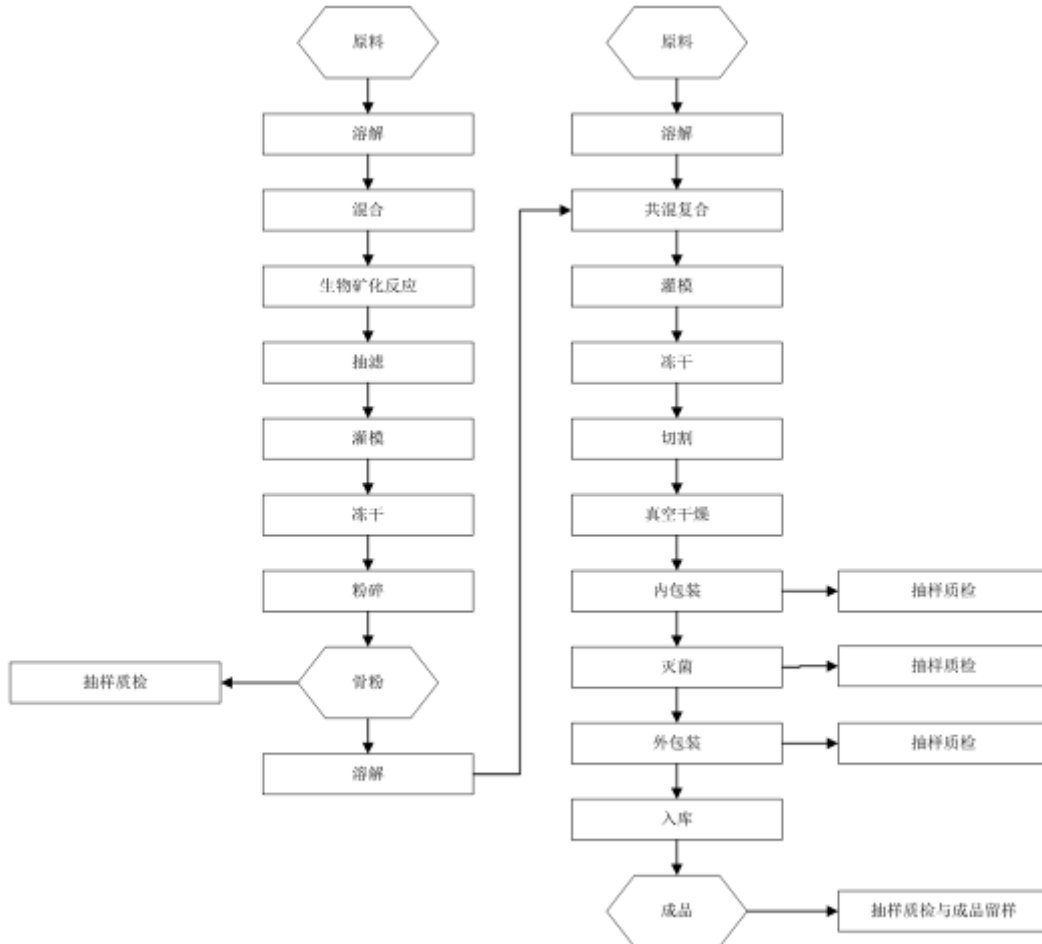 原料
溶解
混合
生物矿化反应
抽滤
灌模
冻干
粉碎
骨粉
抽样质检
溶解
原料
溶解
共混复合
灌模
冻干
切割
真空干燥
内包装
抽样质检
灭菌
抽样质检
外包装
抽样质检
入库
成品
抽样质检与成品留样